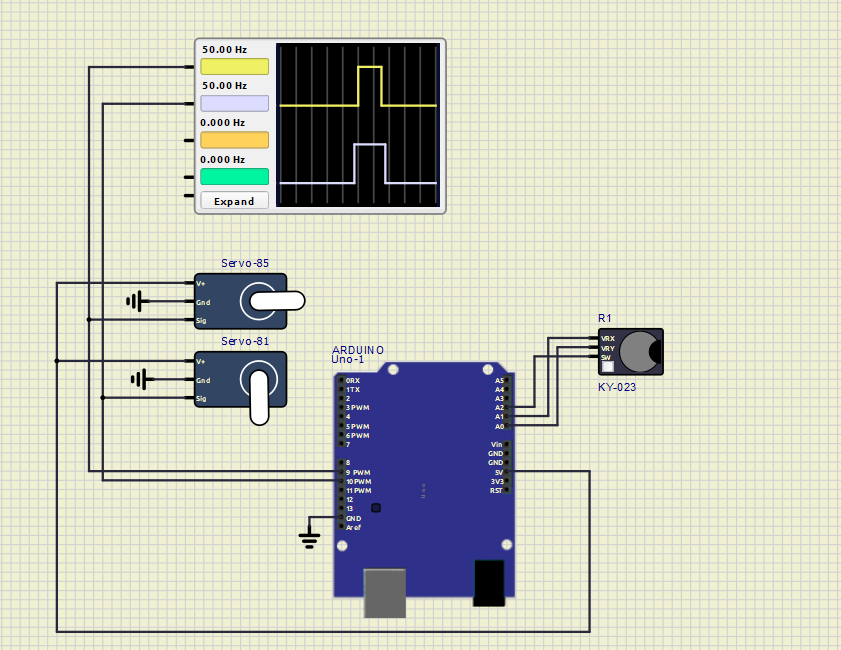 50.00 Hz
50.00 Hz
0.000 Hz
0.000 Hz
Expand
Servo-85
V+
Gnd
Sig
Servo-81
V+
Gnd
Sig
R1
VRX
VRY
SW
KY-023
ARDUINO
Uno-1
0RX
1TX
2
3 PWM
4
5 PWM
6 PWM
7
8
9 PWM
10PWM
11 PWM
12
13
GND
Aref
A5
A4
A3
A2
A1
A0
Vin
GND
GND
5V
3V3
RST